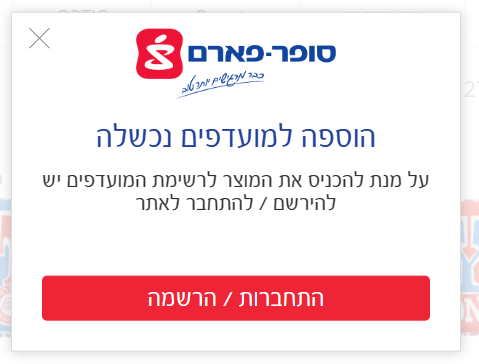 סופר-פארם
כבר מרגישים יותר טוב
הוספה למועדפים נכשלה
על מנת להכניס את המוצר לרשימת המועדפים יש
להירשם / להתחבר לאתר
התחברות / הרשמה